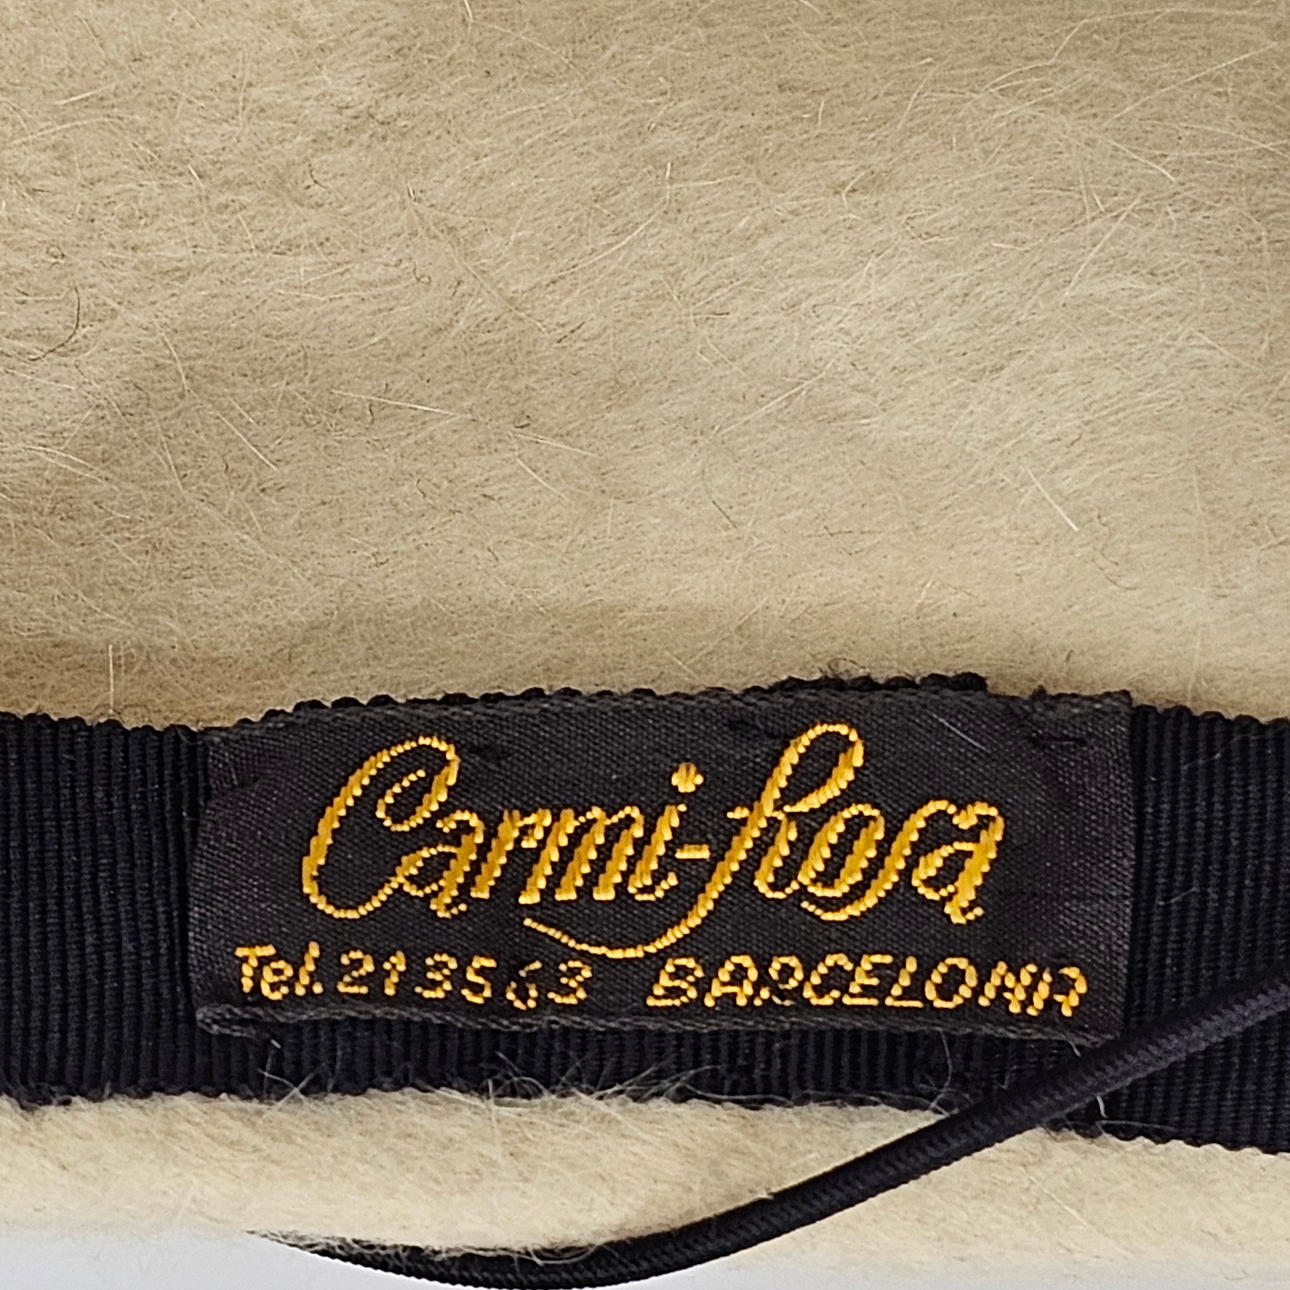 Carmi-Rosa
Tel. 213563 BARCELONA